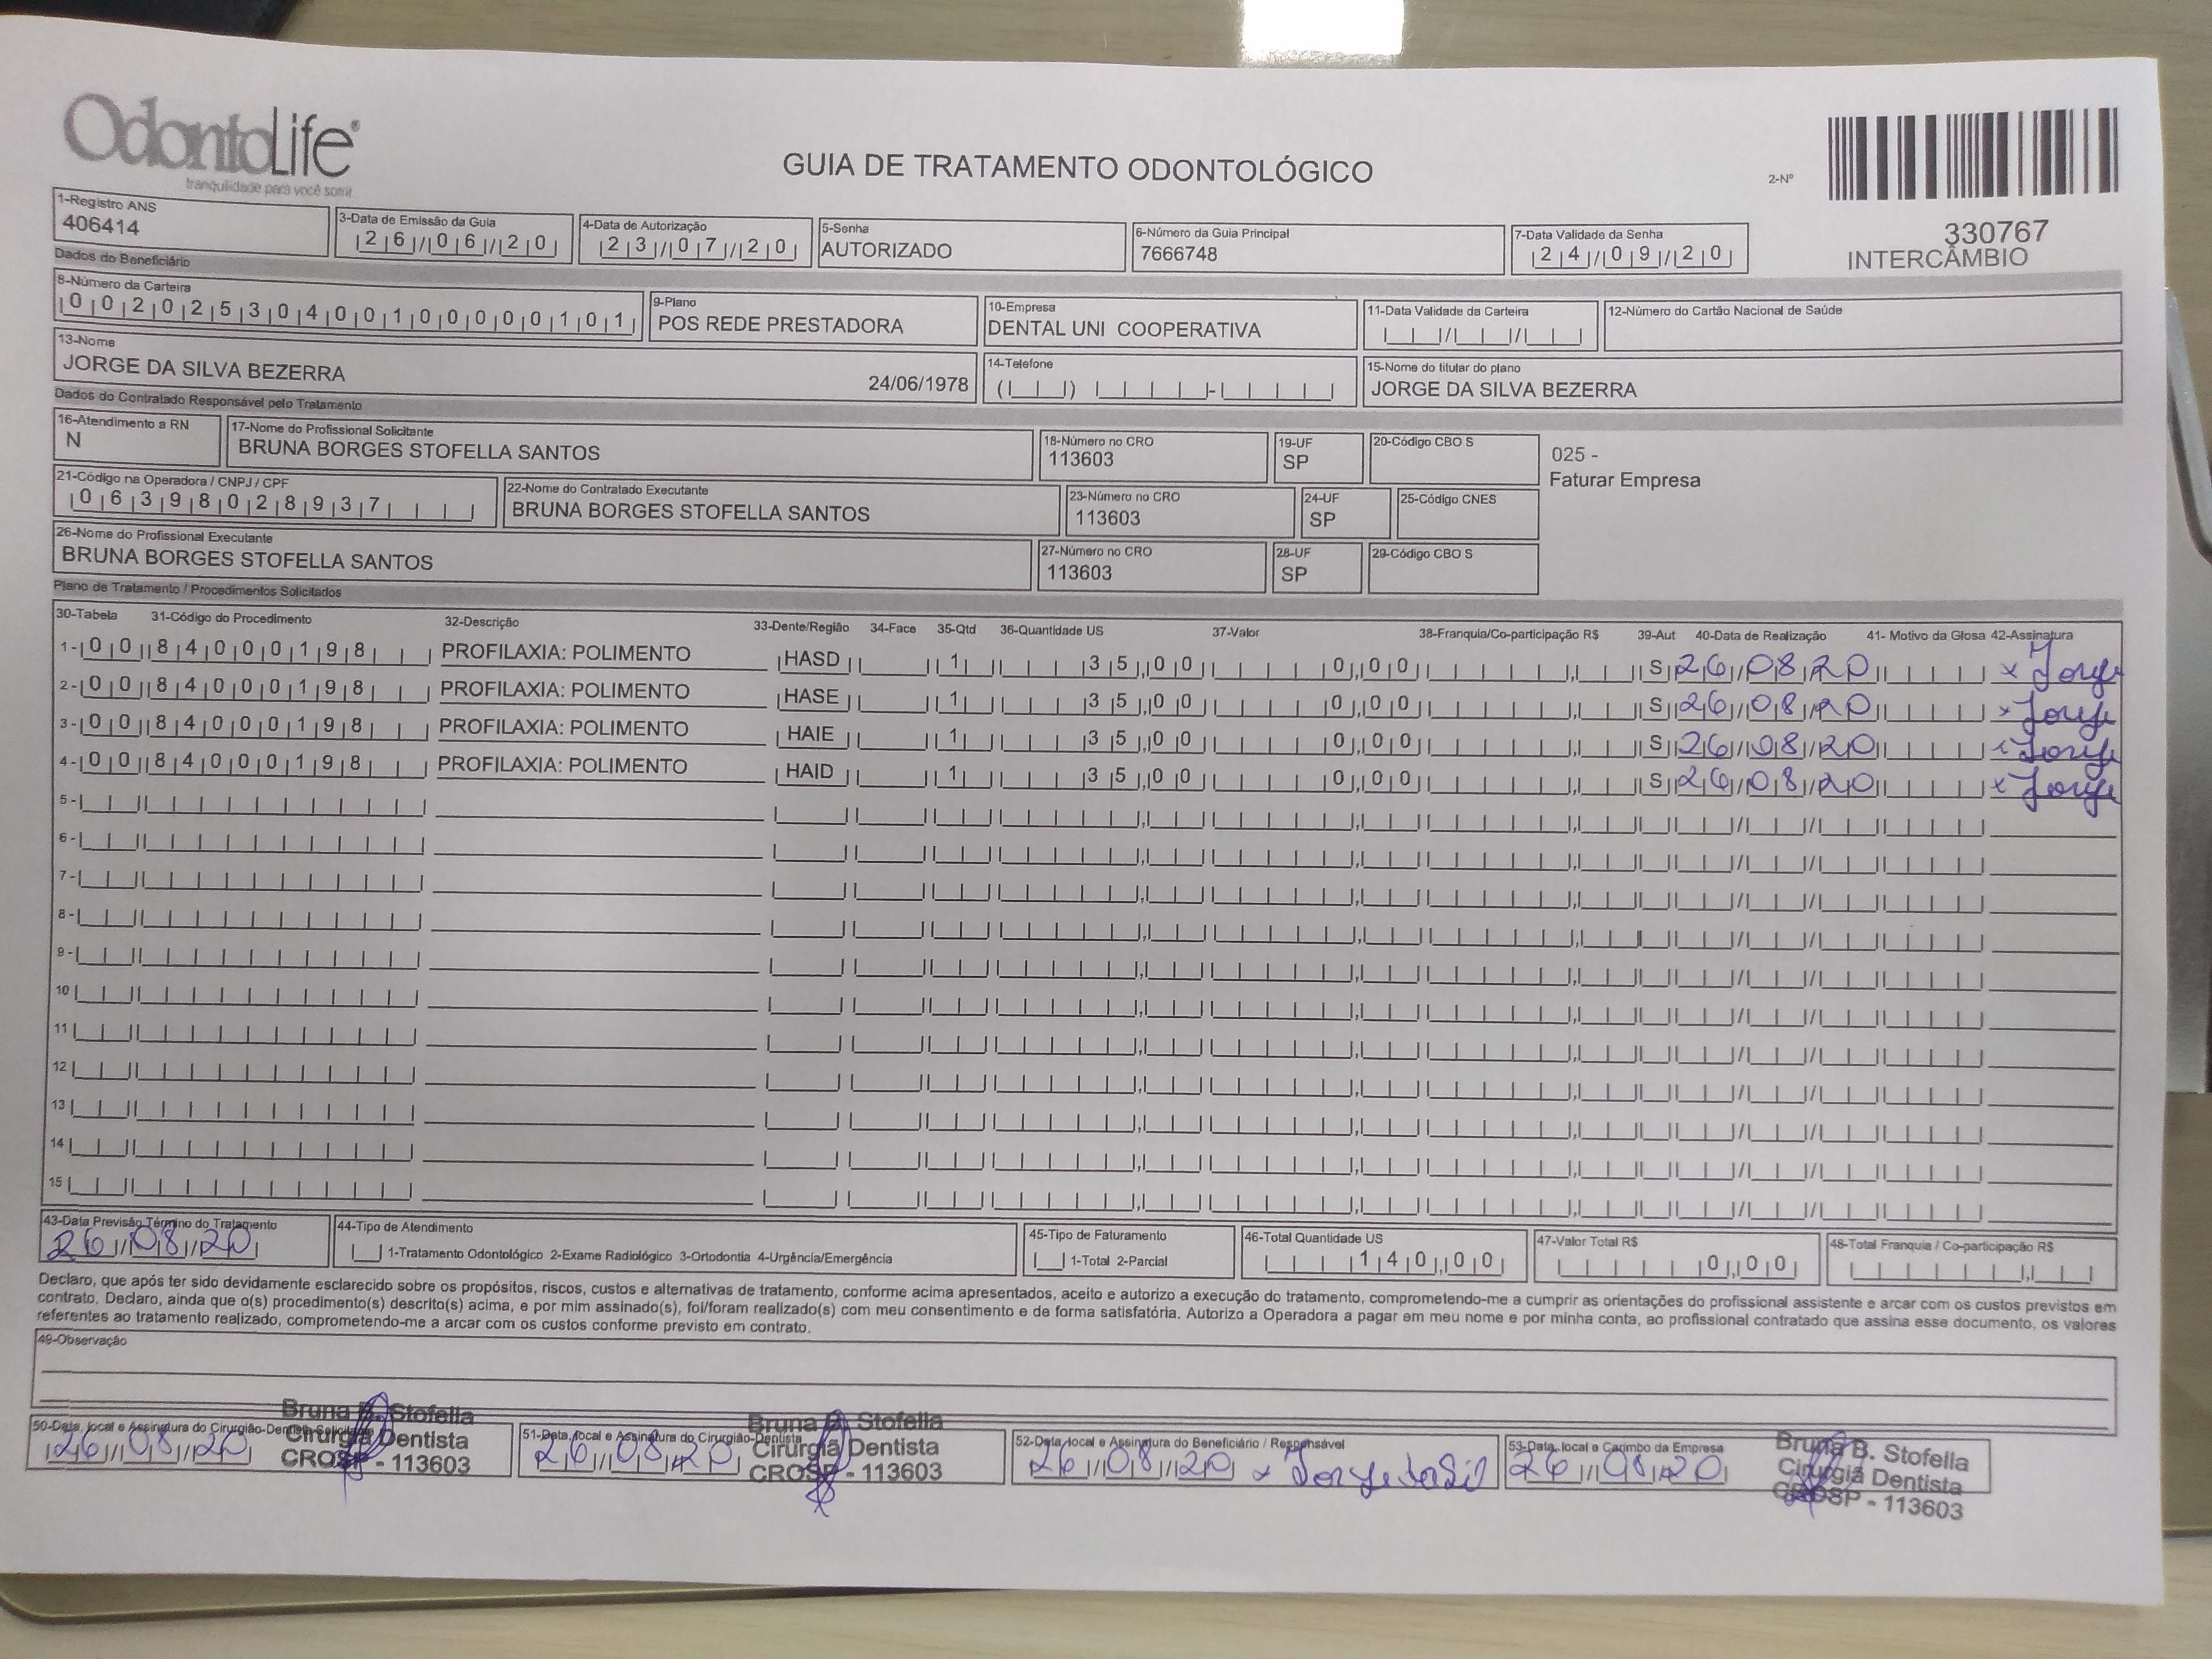 OdontoLife®
tranquilidade para você sorrir
GUIA DE TRATAMENTO ODONTOLÓGICO
2-Nº
330767
INTERCÂMBIO
1-Registro ANS
406414
3-Data de Emissão da Guia
26/06/20
4-Data de Autorização
23/07/20
5-Senha
AUTORIZADO
6-Número da Guia Principal
7666748
7-Data Validade da Senha
24/09/20
Dados do Beneficiário
8-Número da Carteira
00202530400100000101
9-Plano
POS REDE PRESTADORA
10-Empresa
DENTAL UNI COOPERATIVA
11-Data Validade da Carteira
12-Número do Cartão Nacional de Saúde
13-Nome
JORGE DA SILVA BEZERRA 24/06/1978
14-Telefone
15-Nome do titular do plano
JORGE DA SILVA BEZERRA
Dados do Contratado Responsável pelo Tratamento
16-Atendimento a RN
N
17-Nome do Profissional Solicitante
BRUNA BORGES STOFELLA SANTOS
18-Número no CRO
113603
19-UF
SP
20-Código CBO S
025 -
Faturar Empresa
21-Código na Operadora / CNPJ / CPF
06398028937
22-Nome do Contratado Executante
BRUNA BORGES STOFELLA SANTOS
23-Número no CRO
113603
24-UF
SP
25-Código CNES
26-Nome do Profissional Executante
BRUNA BORGES STOFELLA SANTOS
27-Número no CRO
113603
28-UF
SP
29-Código CBO S
Plano de Tratamento / Procedimentos Solicitados
30-Tabela 31-Código do Procedimento 32-Descrição 33-Dente/Região 34-Face 35-Qtd 36-Quantidade US 37-Valor 38-Franquia/Co-participação R$ 39-Aut 40-Data de Realização 41- Motivo da Glosa 42-Assinatura
1- 00 84000198 PROFILAXIA: POLIMENTO HASD 1 35,00 0,00 S 26/08/20 x Jorge
2- 00 84000198 PROFILAXIA: POLIMENTO HASE 1 35,00 0,00 S 26/08/20 x Jorge
3- 00 84000198 PROFILAXIA: POLIMENTO HAIE 1 35,00 0,00 S 26/08/20 x Jorge
4- 00 84000198 PROFILAXIA: POLIMENTO HAID 1 35,00 0,00 S 26/08/20 x Jorge
5-
6-
7-
8-
9-
10
11
12
13
14
15
43-Data Previsão Término do Tratamento
26/08/20
44-Tipo de Atendimento
1-Tratamento Odontológico 2-Exame Radiológico 3-Ortodontia 4-Urgência/Emergência
45-Tipo de Faturamento
1-Total 2-Parcial
46-Total Quantidade US
140,00
47-Valor Total R$
0,00
48-Total Franquia / Co-participação R$
Declaro, que após ter sido devidamente esclarecido sobre os propósitos, riscos, custos e alternativas de tratamento, conforme acima apresentados, aceito e autorizo a execução do tratamento, comprometendo-me a cumprir as orientações do profissional assistente e arcar com os custos previstos em
contrato. Declaro, ainda que o(s) procedimento(s) descrito(s) acima, e por mim assinado(s), foi/foram realizado(s) com meu consentimento e de forma satisfatória. Autorizo a Operadora a pagar em meu nome e por minha conta, ao profissional contratado que assina esse documento, os valores
referentes ao tratamento realizado, comprometendo-me a arcar com os custos conforme previsto em contrato.
49-Observação
50-Data, local e Assinatura do Cirurgião-Dentista Solicitante
26/08/20
Bruna B. Stofella
Cirurgiã Dentista
CROSP - 113603
51-Data, local e Assinatura do Cirurgião-Dentista
26/08/20
Bruna B. Stofella
Cirurgiã Dentista
CROSP - 113603
52-Data, local e Assinatura do Beneficiário / Responsável
26/08/20 x Jorge da Sil
53-Data, local e Carimbo da Empresa
26/08/20
Bruna B. Stofella
Cirurgiã Dentista
CROSP - 113603